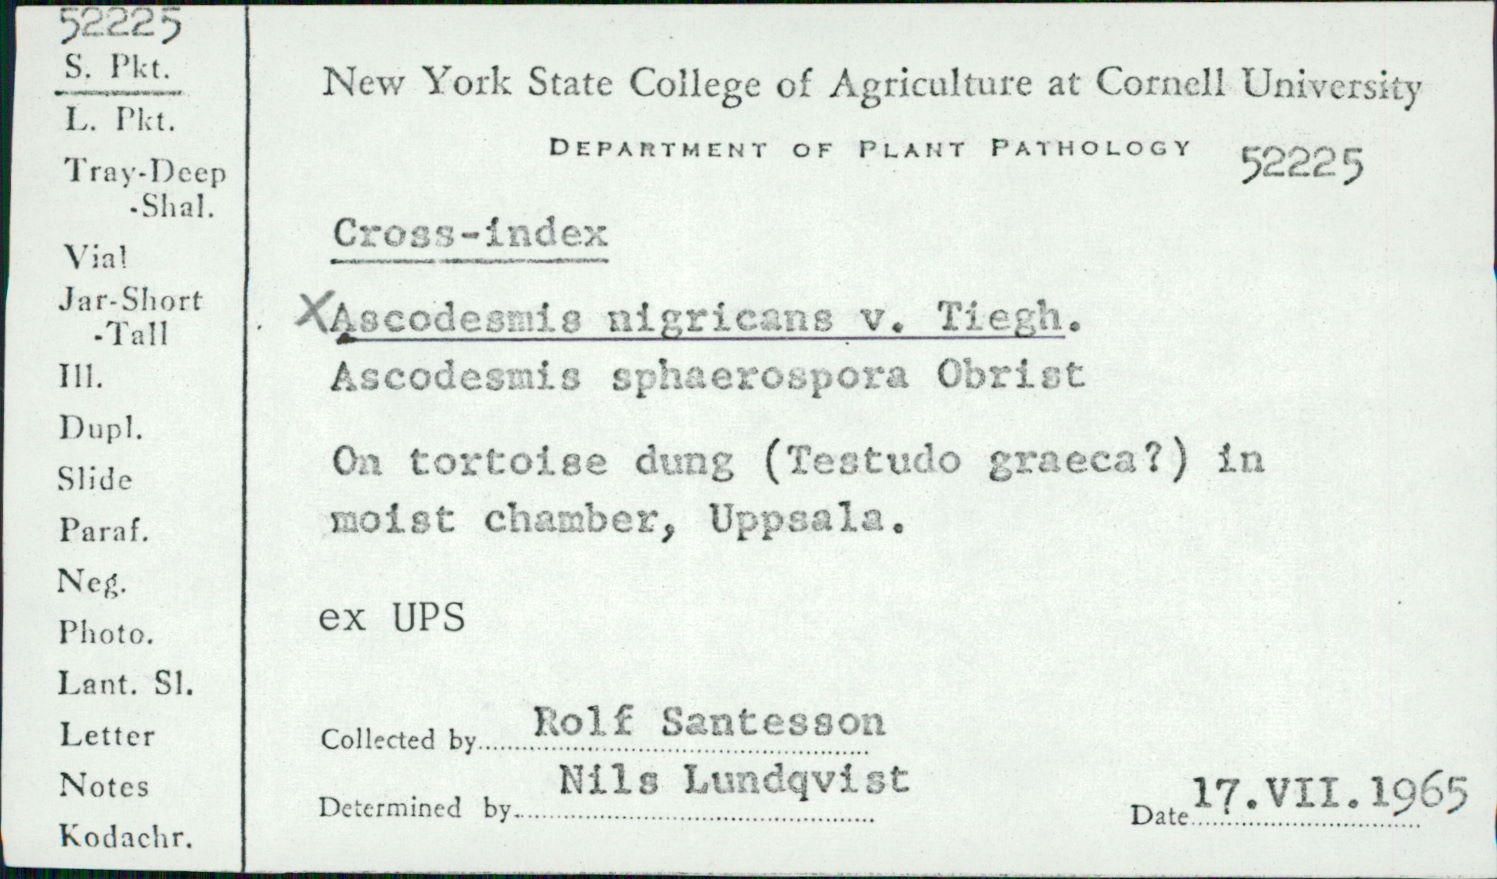 52225
S. Pkt.
L. Pkt.
Tray-Deep
-Shal.
Vial
Jar-Short
-Tall
Ill.
Dupl.
Slide
Paraf.
Neg.
Photo.
Lant. Sl.
Letter
Notes
Kodachr.
New York State College of Agriculture at Cornell University
DEPARTMENT OF PLANT PATHOLOGY 52225
Cross-index
XAscodesmis nigricans v. Tiegh.
Ascodesmis sphaerospora Obrist
On tortoise dung (Testudo graeca?) in
moist chamber, Uppsala.
ex UPS
Collected by Rolf Santesson
Determined by Nils Lundqvist
Date 17.VII.1965